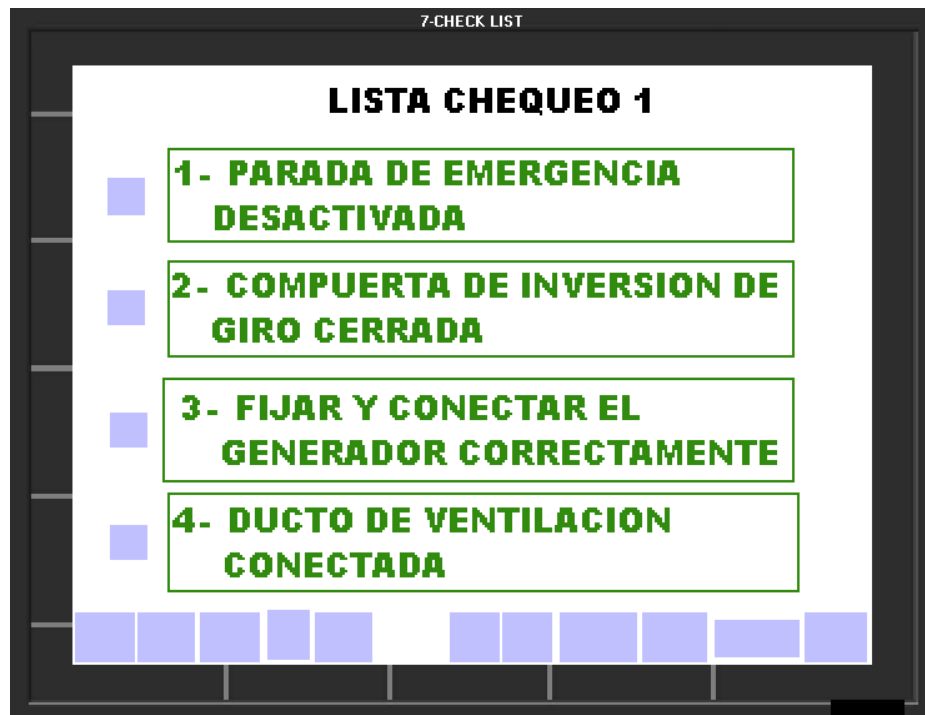 7-CHECK LIST
LISTA CHEQUEO 1
1- PARADA DE EMERGENCIA
DESACTIVADA
2- COMPUERTA DE INVERSION DE
GIRO CERRADA
3- FIJAR Y CONECTAR EL
GENERADOR CORRECTAMENTE
4- DUCTO DE VENTILACION
CONECTADA